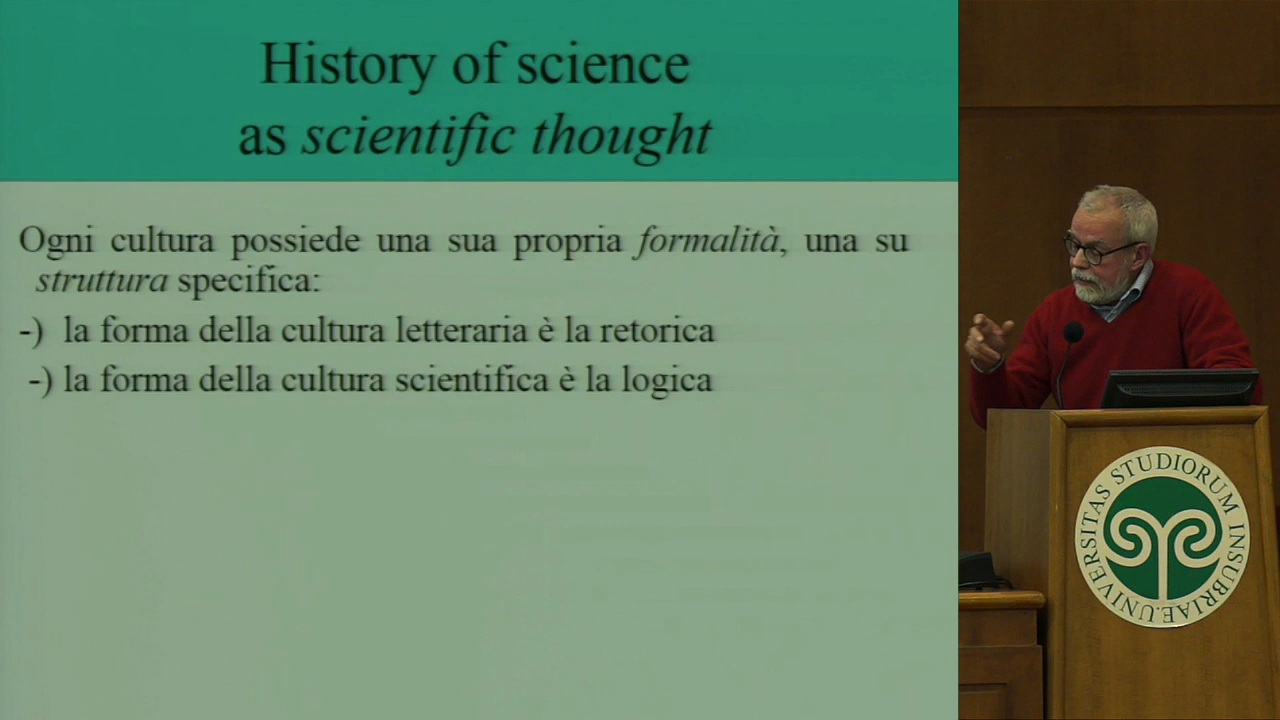 History of science
as scientific thought
Ogni cultura possiede una sua propria formalità, una su
struttura specifica:
-) la forma della cultura letteraria è la retorica
-) la forma della cultura scientifica è la logica
UNIVERSITAS STUDIORUM INSUBRIAE